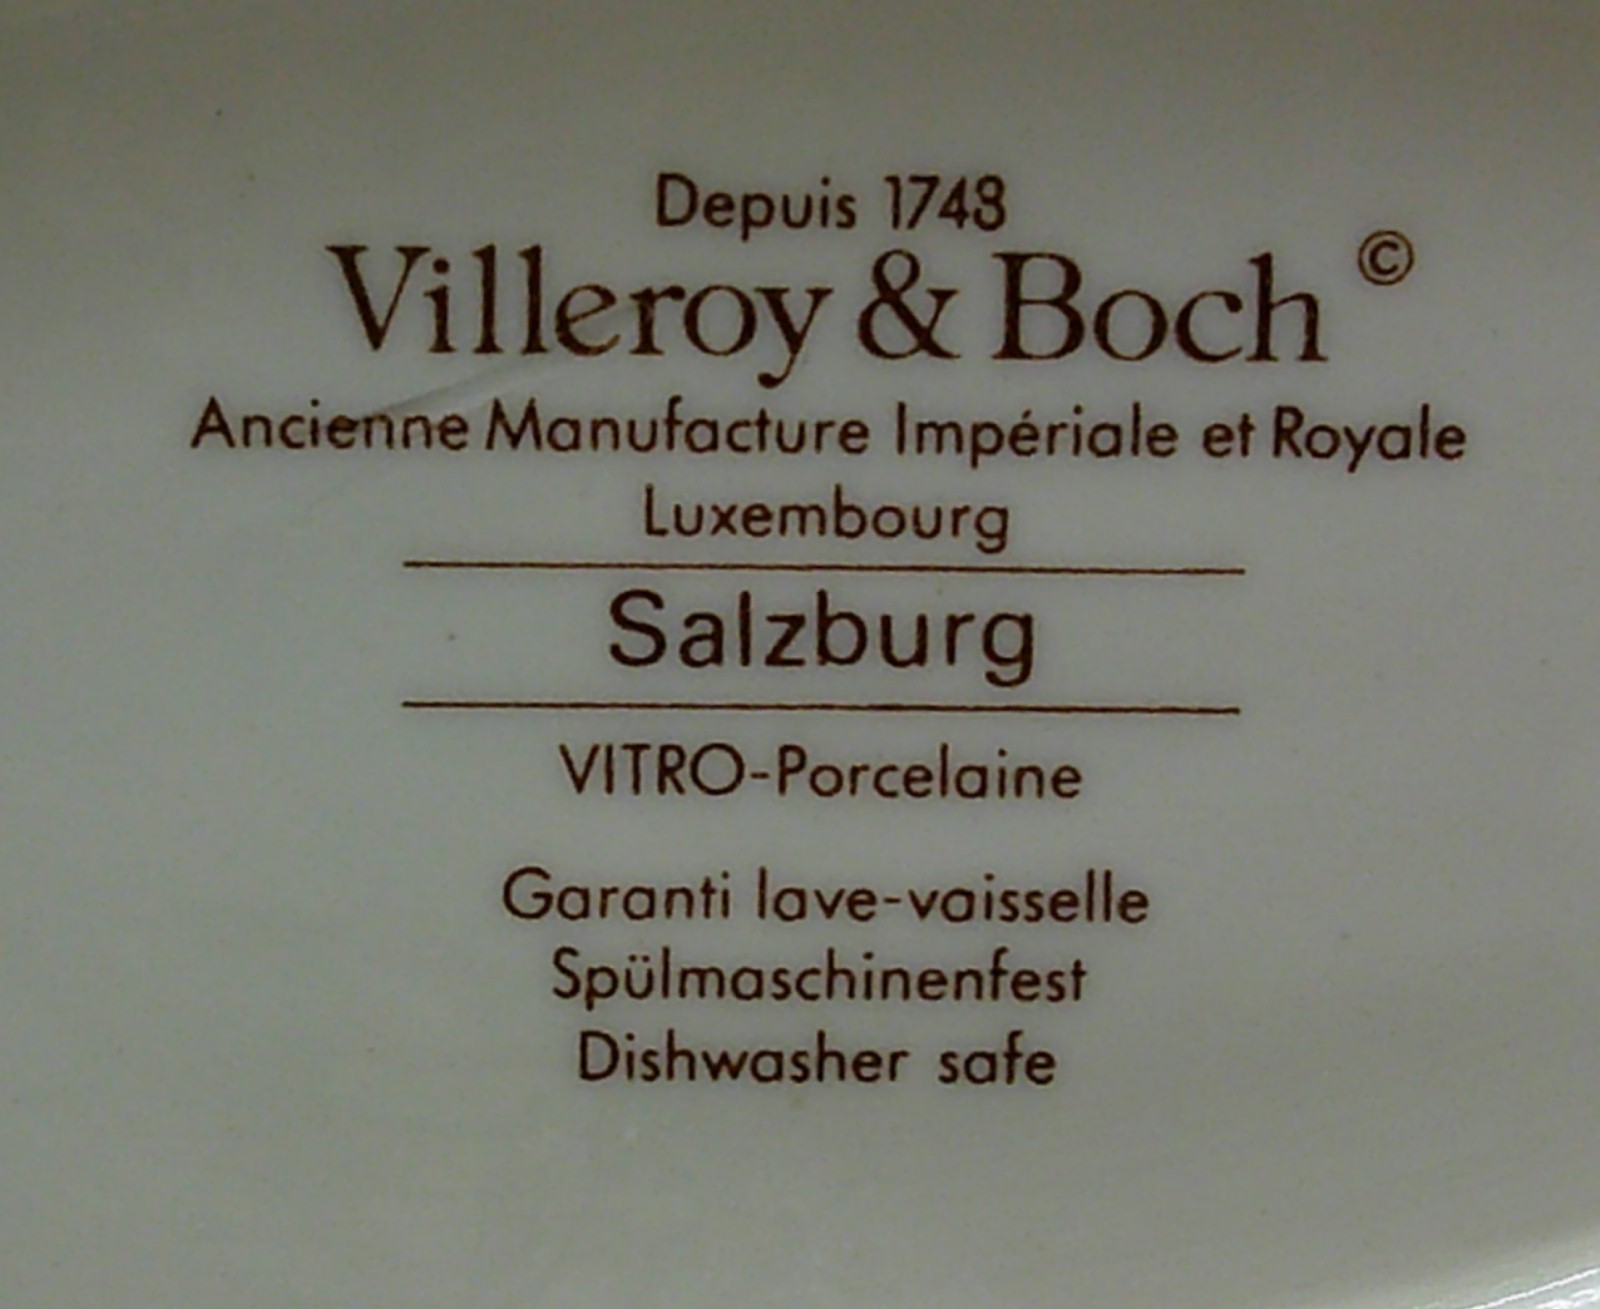 Depuis 1748
Villeroy & Boch ©
Ancienne Manufacture Impériale et Royale
Luxembourg
Salzburg
VITRO-Porcelaine
Garanti lave-vaisselle
Spülmaschinenfest
Dishwasher safe